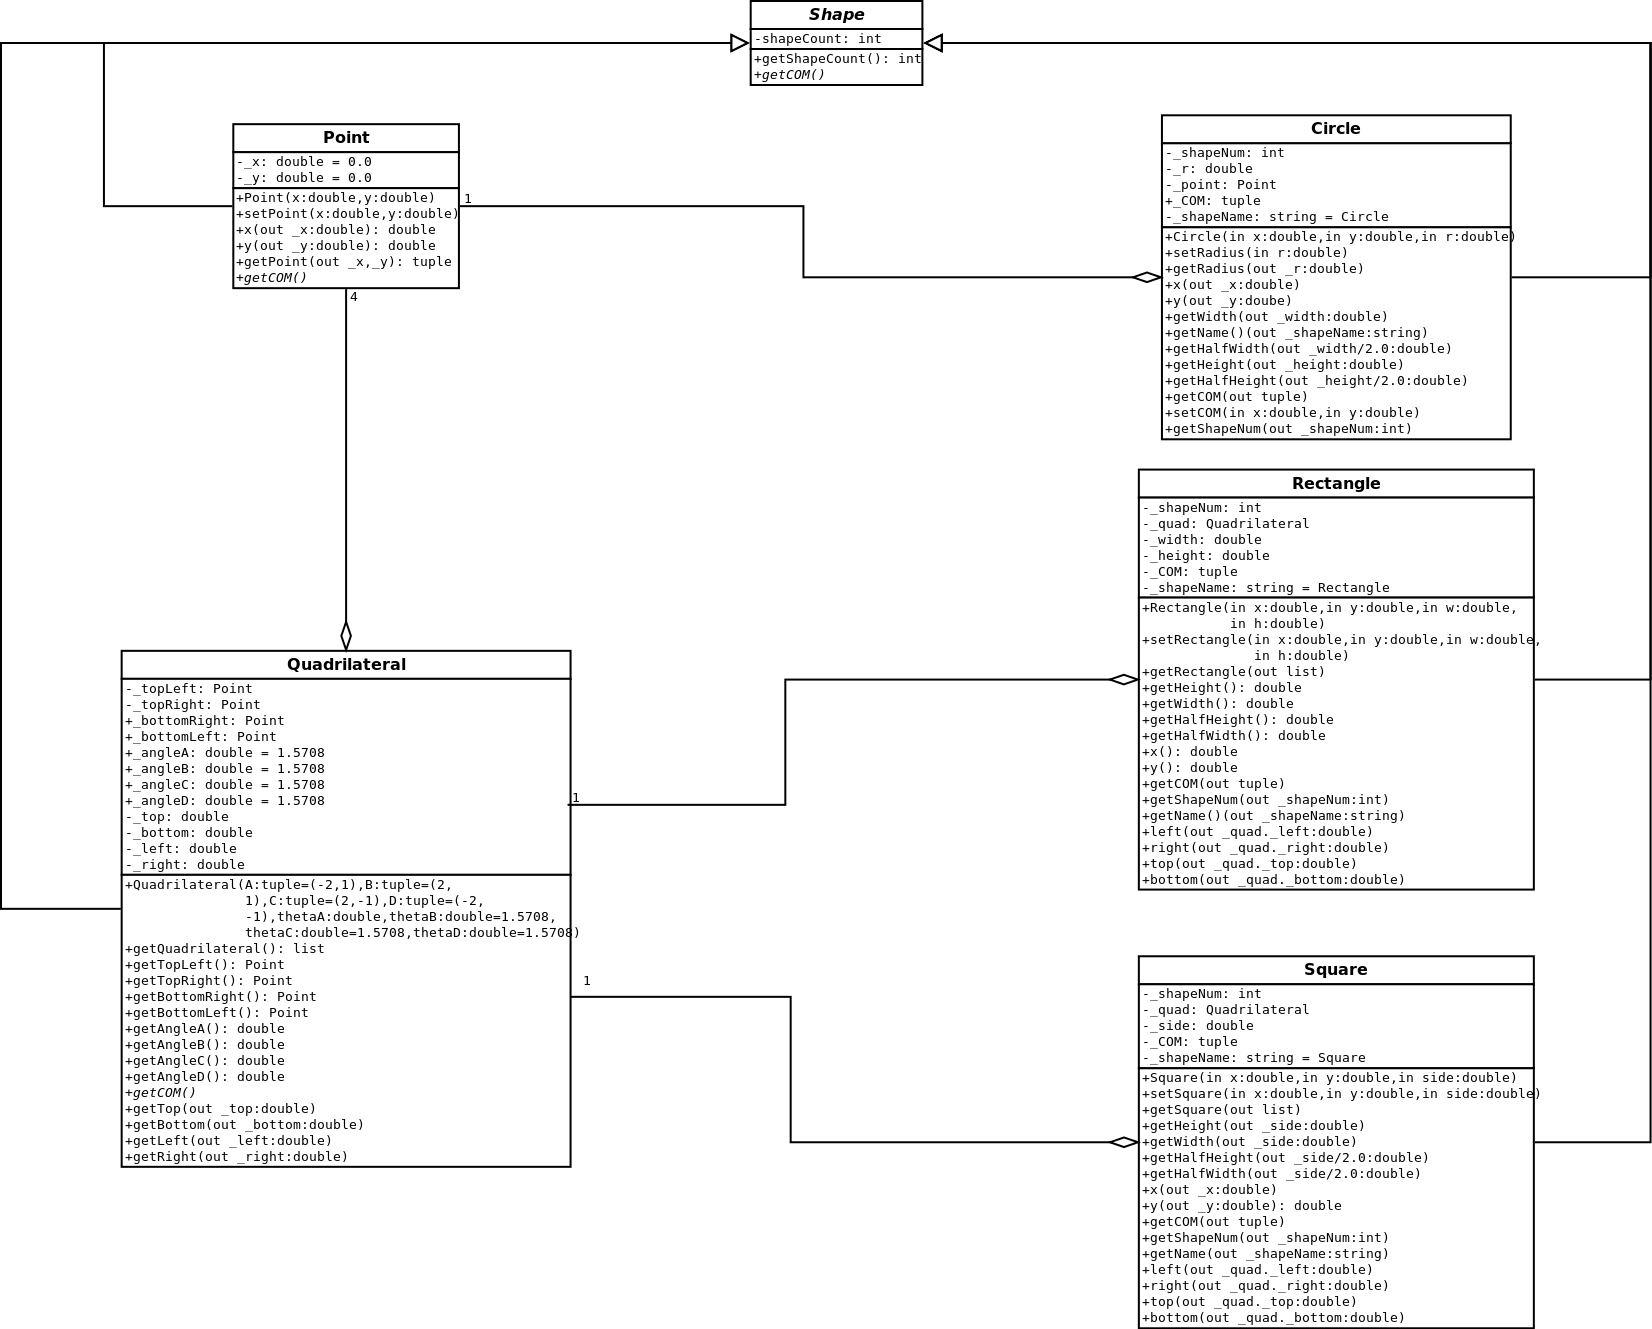 Shape
-shapeCount: int
+getShapeCount(): int
+getCOM()
Point
-_x: double = 0.0
-_y: double = 0.0
+Point(x:double,y:double)
+setPoint(x:double,y:double)
+x(out _x:double): double
+y(out _y:double): double
+getPoint(out _x,_y): tuple
+getCOM()
1
4
Circle
-_shapeNum: int
-_r: double
-_point: Point
+_COM: tuple
-_shapeName: string = Circle
+Circle(in x:double,in y:double,in r:double)
+setRadius(in r:double)
+getRadius(out _r:double)
+x(out _x:double)
+y(out _y:doube)
+getWidth(out _width:double)
+getName()(out _shapeName:string)
+getHalfWidth(out _width/2.0:double)
+getHeight(out _height:double)
+getHalfHeight(out _height/2.0:double)
+getCOM(out tuple)
+setCOM(in x:double,in y:double)
+getShapeNum(out _shapeNum:int)
Rectangle
-_shapeNum: int
-_quad: Quadrilateral
-_width: double
-_height: double
-_COM: tuple
-_shapeName: string = Rectangle
+Rectangle(in x:double,in y:double,in w:double,
in h:double)
+setRectangle(in x:double,in y:double,in w:double,
in h:double)
+getRectangle(out list)
+getHeight(): double
+getWidth(): double
+getHalfHeight(): double
+getHalfWidth(): double
+x(): double
+y(): double
+getCOM(out tuple)
+getShapeNum(out _shapeNum:int)
+getName()(out _shapeName:string)
+left(out _quad._left:double)
+right(out _quad._right:double)
+top(out _quad._top:double)
+bottom(out _quad._bottom:double)
Quadrilateral
-_topLeft: Point
-_topRight: Point
+_bottomRight: Point
+_bottomLeft: Point
+_angleA: double = 1.5708
+_angleB: double = 1.5708
+_angleC: double = 1.5708
+_angleD: double = 1.5708
-_top: double
-_bottom: double
-_left: double
-_right: double
+Quadrilateral(A:tuple=(-2,1),B:tuple=(2,
1),C:tuple=(2,-1),D:tuple=(-2,
-1),thetaA:double,thetaB:double=1.5708,
thetaC:double=1.5708,thetaD:double=1.5708)
+getQuadrilateral(): list
+getTopLeft(): Point
+getTopRight(): Point
+getBottomRight(): Point
+getBottomLeft(): Point
+getAngleA(): double
+getAngleB(): double
+getAngleC(): double
+getAngleD(): double
+getCOM()
+getTop(out _top:double)
+getBottom(out _bottom:double)
+getLeft(out _left:double)
+getRight(out _right:double)
1
1
Square
-_shapeNum: int
-_quad: Quadrilateral
-_side: double
-_COM: tuple
-_shapeName: string = Square
+Square(in x:double,in y:double,in side:double)
+setSquare(in x:double,in y:double,in side:double)
+getSquare(out list)
+getHeight(out _side:double)
+getWidth(out _side:double)
+getHalfHeight(out _side/2.0:double)
+getHalfWidth(out _side/2.0:double)
+x(out _x:double)
+y(out _y:double): double
+getCOM(out tuple)
+getShapeNum(out _shapeNum:int)
+getName(out _shapeName:string)
+left(out _quad._left:double)
+right(out _quad._right:double)
+top(out _quad._top:double)
+bottom(out _quad._bottom:double)